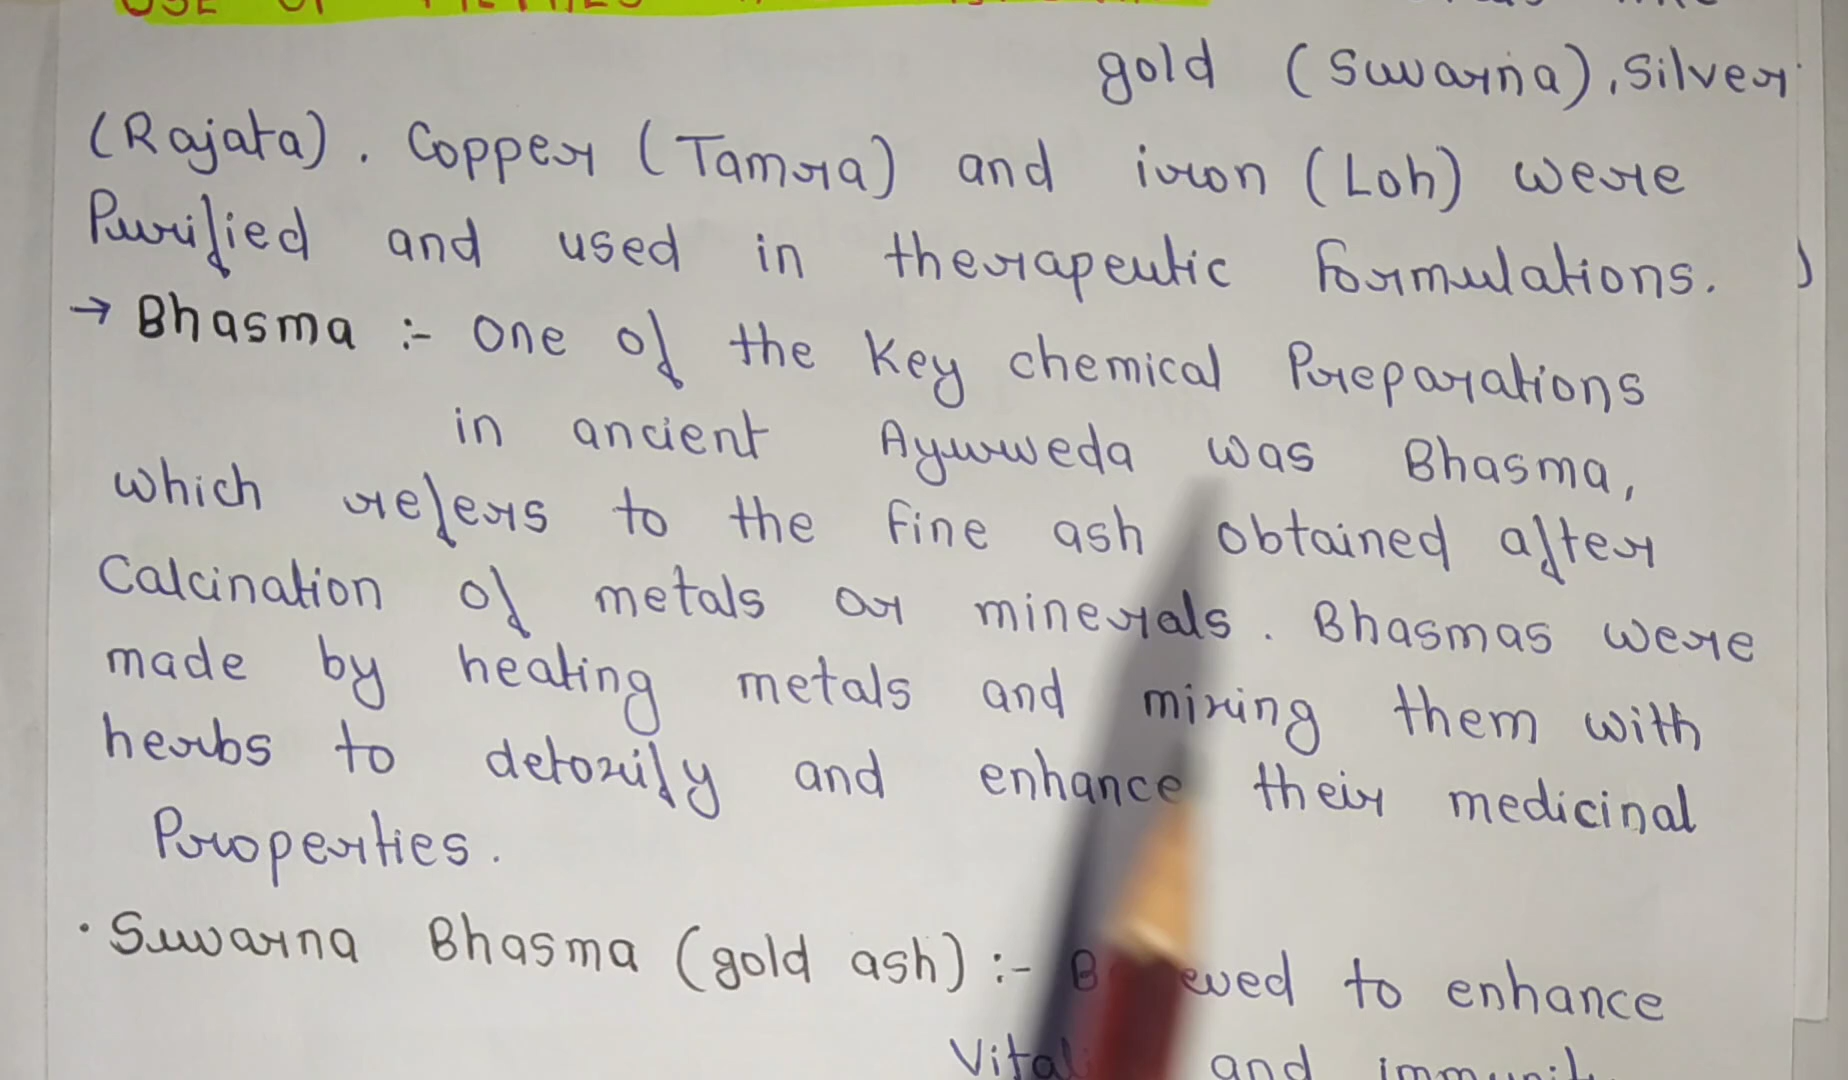 USE OF
gold (Suwarna), Silver
(Rajata). Copper (Tamra) and iron (Loh) were
Purified and used in therapeutic formulations.
→ Bhasma :- One of the key chemical Preparations
in ancient Ayurveda was Bhasma,
which refers to the fine ash obtained after
Calcination of metals or minerals. Bhasmas were
made by heating metals and mixing them with
herbs to detoxify and enhance their medicinal
Properties.
• Suwarna Bhasma (gold ash) :- to enhance
and